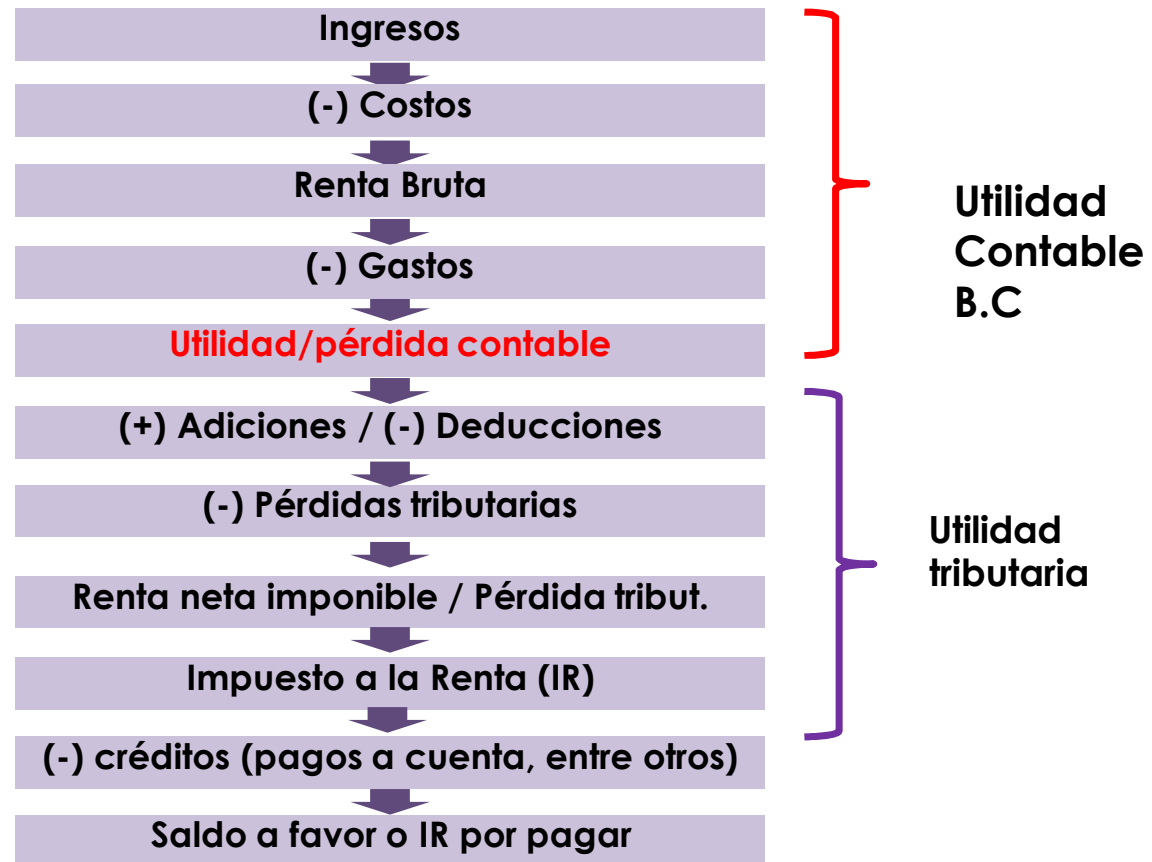 Ingresos
(-) Costos
Renta Bruta
(-) Gastos
Utilidad/pérdida contable
Utilidad
Contable
B.C
(+) Adiciones / (-) Deducciones
(-) Pérdidas tributarias
Renta neta imponible / Pérdida tribut.
Impuesto a la Renta (IR)
Utilidad
tributaria
(-) créditos (pagos a cuenta, entre otros)
Saldo a favor o IR por pagar